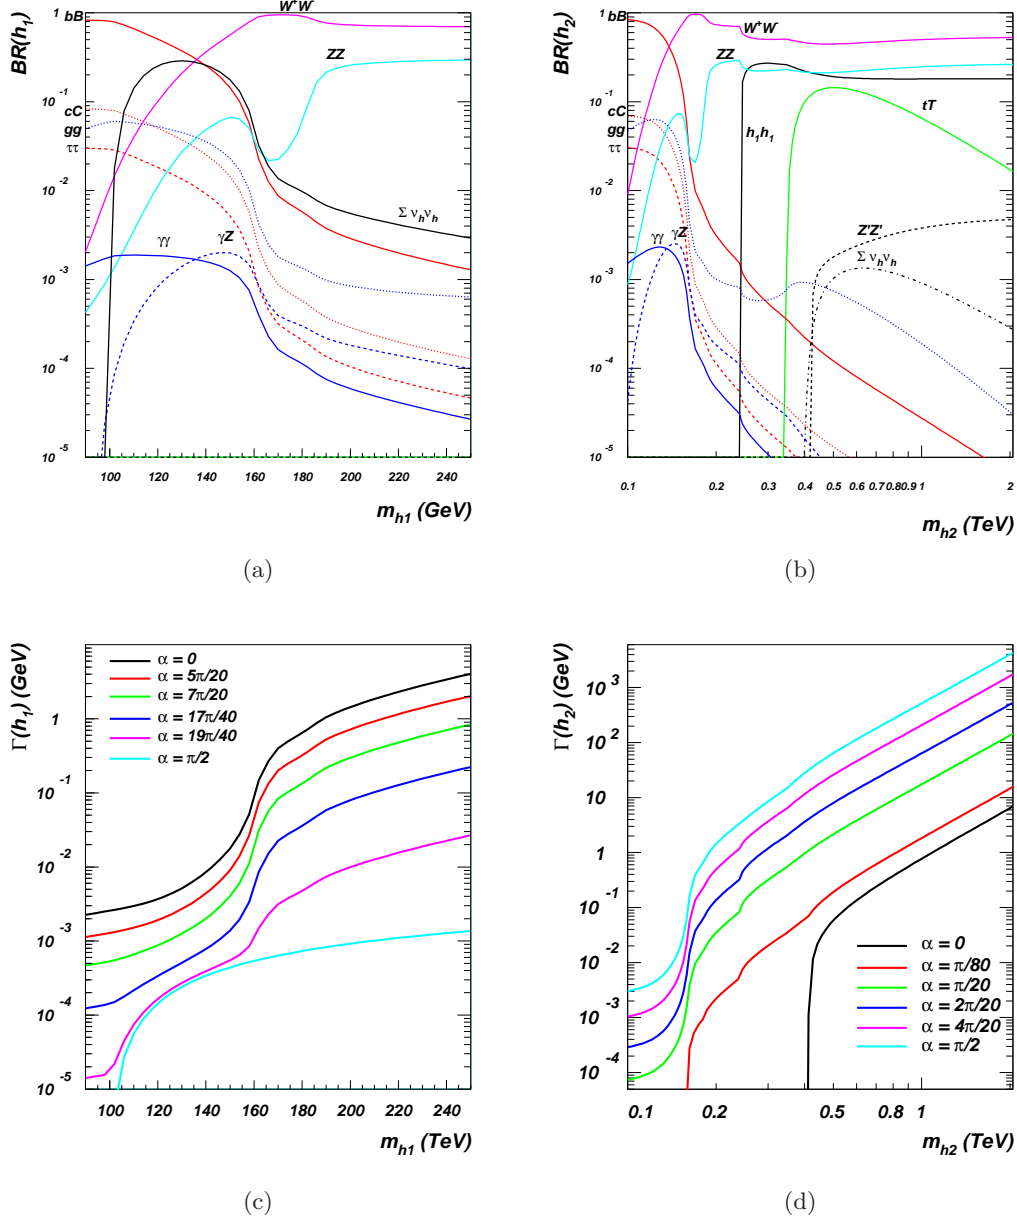 BR(h1)
1
bB
W+W-
ZZ
10-1
cC
gg
ττ
10-2
Σ νhνh
γγ
γZ
10-3
10-4
10-5
100 120 140 160 180 200 220 240
mh1 (GeV)
(a)
BR(h2)
1
bB
W+W-
ZZ
10-1
cC
gg
ττ
h1h1
tT
10-2
γγ
γZ
Z'Z'
Σ νhνh
10-3
10-4
10-5
0.1 0.2 0.3 0.4 0.5 0.6 0.7 0.8 0.9 1 2
mh2 (TeV)
(b)
Γ(h1) (GeV)
α = 0
α = 5π/20
α = 7π/20
α = 17π/40
α = 19π/40
α = π/2
1
10-1
10-2
10-3
10-4
10-5
100 120 140 160 180 200 220 240
mh1 (TeV)
(c)
Γ(h2) (GeV)
103
102
10
1
10-1
10-2
10-3
10-4
α = 0
α = π/80
α = π/20
α = 2π/20
α = 4π/20
α = π/2
0.1 0.2 0.5 0.8 1
mh2 (TeV)
(d)